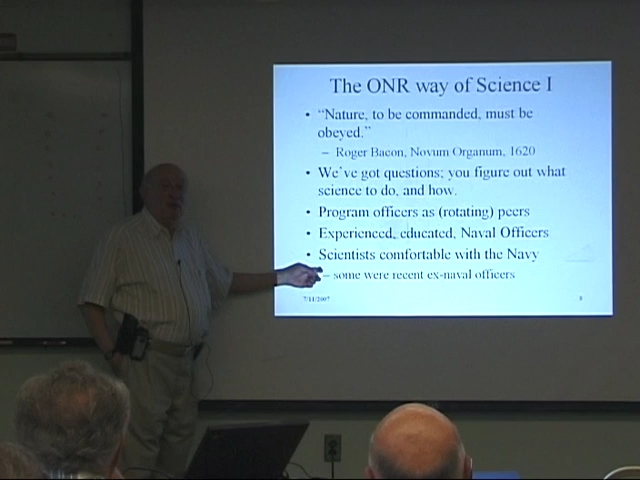 The ONR way of Science I
• “Nature, to be commanded, must be
obeyed.”
– Roger Bacon, Novum Organum, 1620
• We’ve got questions; you figure out what
science to do, and how.
• Program officers as (rotating) peers
• Experienced, educated, Naval Officers
• Scientists comfortable with the Navy
– some were recent ex-naval officers
7/11/2007